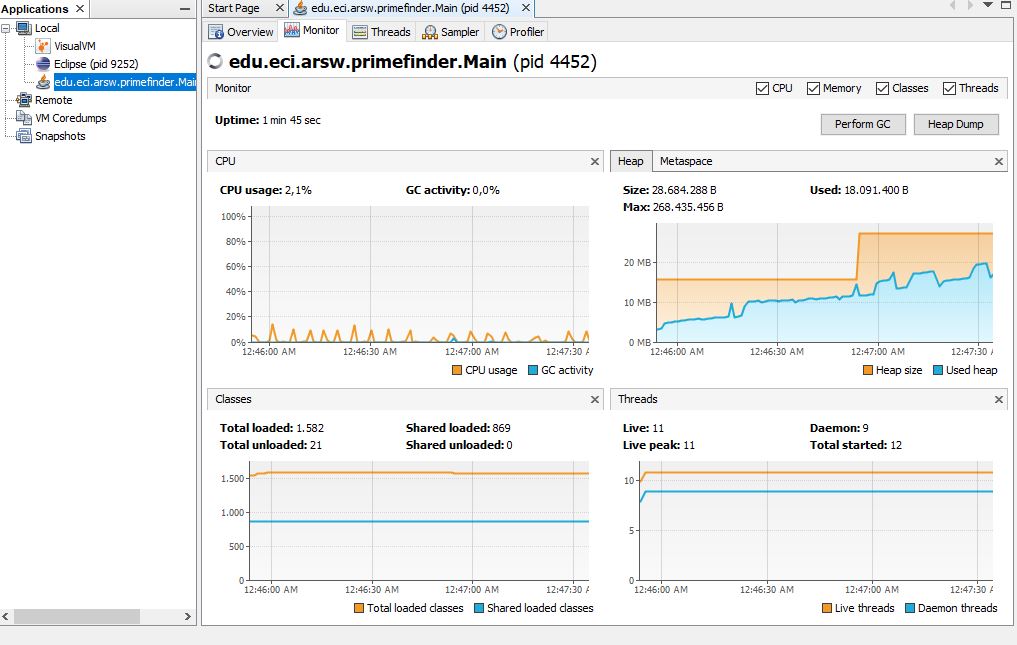 Applications
Local
VisualVM
Eclipse (pid 9252)
edu.eci.arsw.primefinder.Mai
Remote
VM Coredumps
Snapshots
Start Page edu.eci.arsw.primefinder.Main (pid 4452)
Overview Monitor Threads Sampler Profiler
edu.eci.arsw.primefinder.Main (pid 4452)
Monitor CPU Memory Classes Threads
Uptime: 1 min 45 sec
Perform GC Heap Dump
CPU
CPU usage: 2,1% GC activity: 0,0%
100%
80%
60%
40%
20%
0%
12:46:00 AM 12:46:30 AM 12:47:00 AM 12:47:30 A
CPU usage GC activity
Heap Metaspace
Size: 28.684.288 B Used: 18.091.400 B
Max: 268.435.456 B
20 MB
10 MB
0 MB
12:46:00 AM 12:46:30 AM 12:47:00 AM 12:47:30 A
Heap size Used heap
Classes
Total loaded: 1.582 Shared loaded: 869
Total unloaded: 21 Shared unloaded: 0
1.500
1.000
500
0
12:46:00 AM 12:46:30 AM 12:47:00 AM 12:47:30 A
Total loaded classes Shared loaded classes
Threads
Live: 11 Daemon: 9
Live peak: 11 Total started: 12
10
5
0
12:46:00 AM 12:46:30 AM 12:47:00 AM 12:47:30 A
Live threads Daemon threads